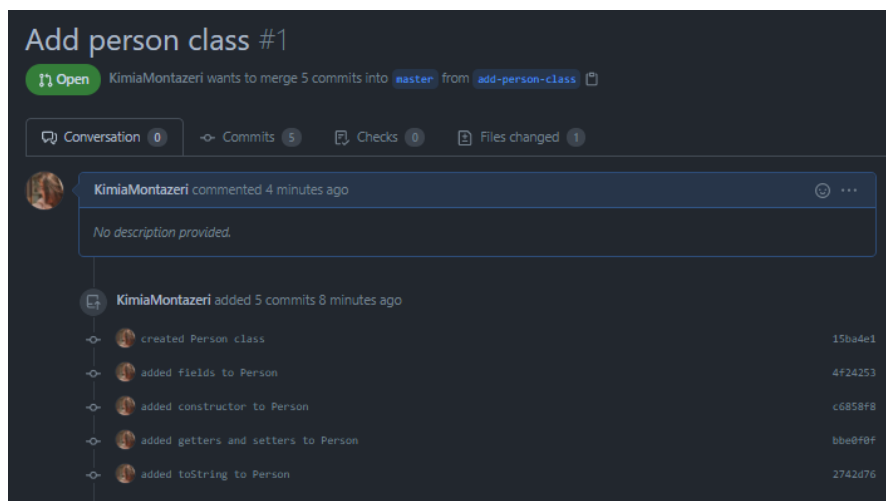 Add person class #1
Open KimiaMontazeri wants to merge 5 commits into master from add-person-class
Conversation 0 Commits 5 Checks 0 Files changed 1
KimiaMontazeri commented 4 minutes ago
No description provided.
KimiaMontazeri added 5 commits 8 minutes ago
created Person class 15ba4e1
added fields to Person 4f24253
added constructor to Person c6858f8
added getters and setters to Person bbe0f0f
added toString to Person 2742d76